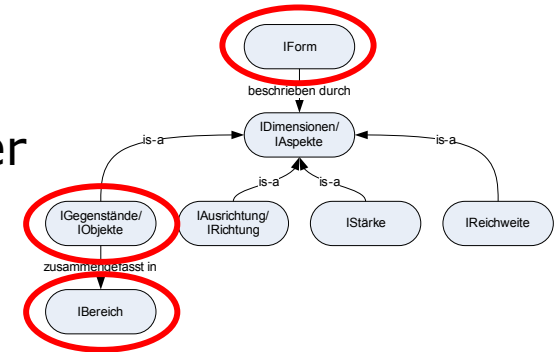 IForm
beschrieben durch
er
IDimensionen/
IAspekte
is-a
is-a
is-a
is-a
IGegenstände/
IObjekte
IAusrichtung/
IRichtung
IStärke
IReichweite
zusammengefasst in
IBereich